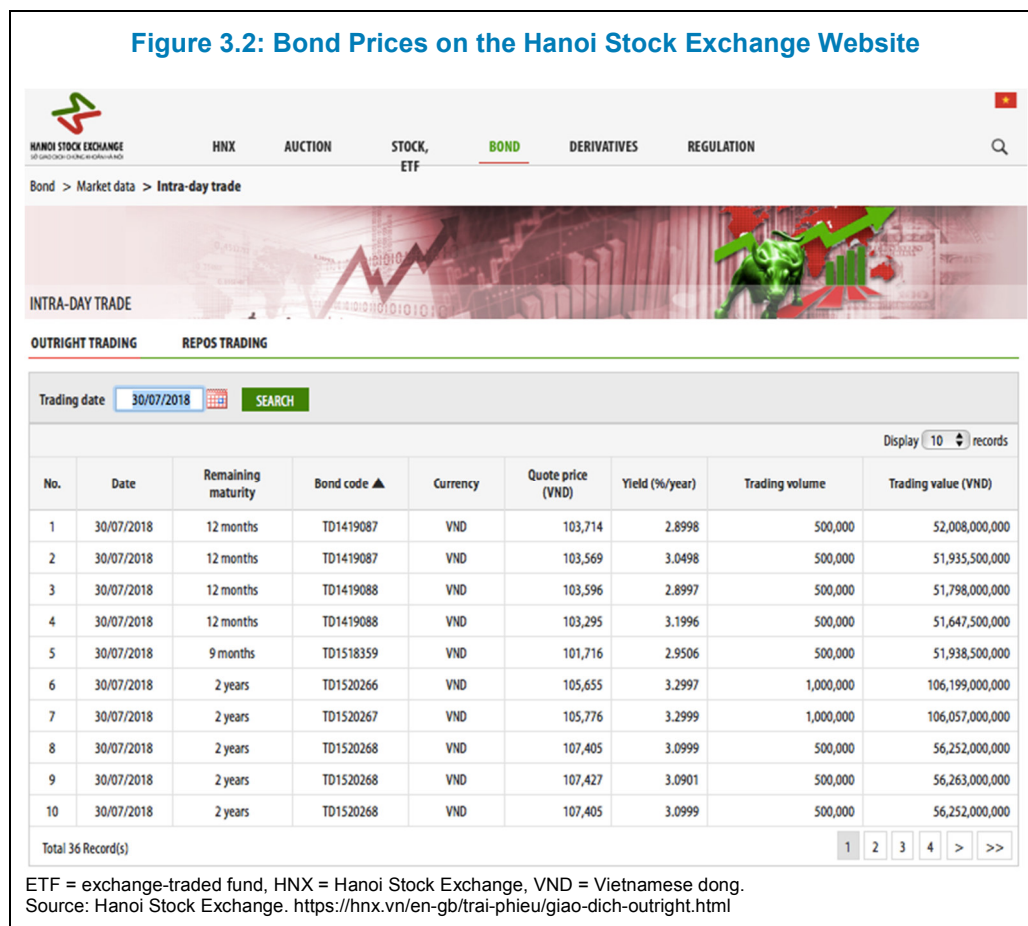 Figure 3.2: Bond Prices on the Hanoi Stock Exchange Website
HANOI STOCK EXCHANGE
SỞ GIAO DỊCH CHỨNG KHOÁN HÀ NỘI
HNX AUCTION STOCK, ETF BOND DERIVATIVES REGULATION
Bond > Market data > Intra-day trade
INTRA-DAY TRADE
OUTRIGHT TRADING REPOS TRADING
Trading date 30/07/2018 SEARCH
Display 10 records
No. Date Remaining maturity Bond code ▲ Currency Quote price (VND) Yield (%/year) Trading volume Trading value (VND)
1 30/07/2018 12 months TD1419087 VND 103,714 2.8998 500,000 52,008,000,000
2 30/07/2018 12 months TD1419087 VND 103,569 3.0498 500,000 51,935,500,000
3 30/07/2018 12 months TD1419088 VND 103,596 2.8997 500,000 51,798,000,000
4 30/07/2018 12 months TD1419088 VND 103,295 3.1996 500,000 51,647,500,000
5 30/07/2018 9 months TD1518359 VND 101,716 2.9506 500,000 51,938,500,000
6 30/07/2018 2 years TD1520266 VND 105,655 3.2997 1,000,000 106,199,000,000
7 30/07/2018 2 years TD1520267 VND 105,776 3.2999 1,000,000 106,057,000,000
8 30/07/2018 2 years TD1520268 VND 107,405 3.0999 500,000 56,252,000,000
9 30/07/2018 2 years TD1520268 VND 107,427 3.0901 500,000 56,263,000,000
10 30/07/2018 2 years TD1520268 VND 107,405 3.0999 500,000 56,252,000,000
Total 36 Record(s) 1 2 3 4 > >>
ETF = exchange-traded fund, HNX = Hanoi Stock Exchange, VND = Vietnamese dong.
Source: Hanoi Stock Exchange. https://hnx.vn/en-gb/trai-phieu/giao-dich-outright.html